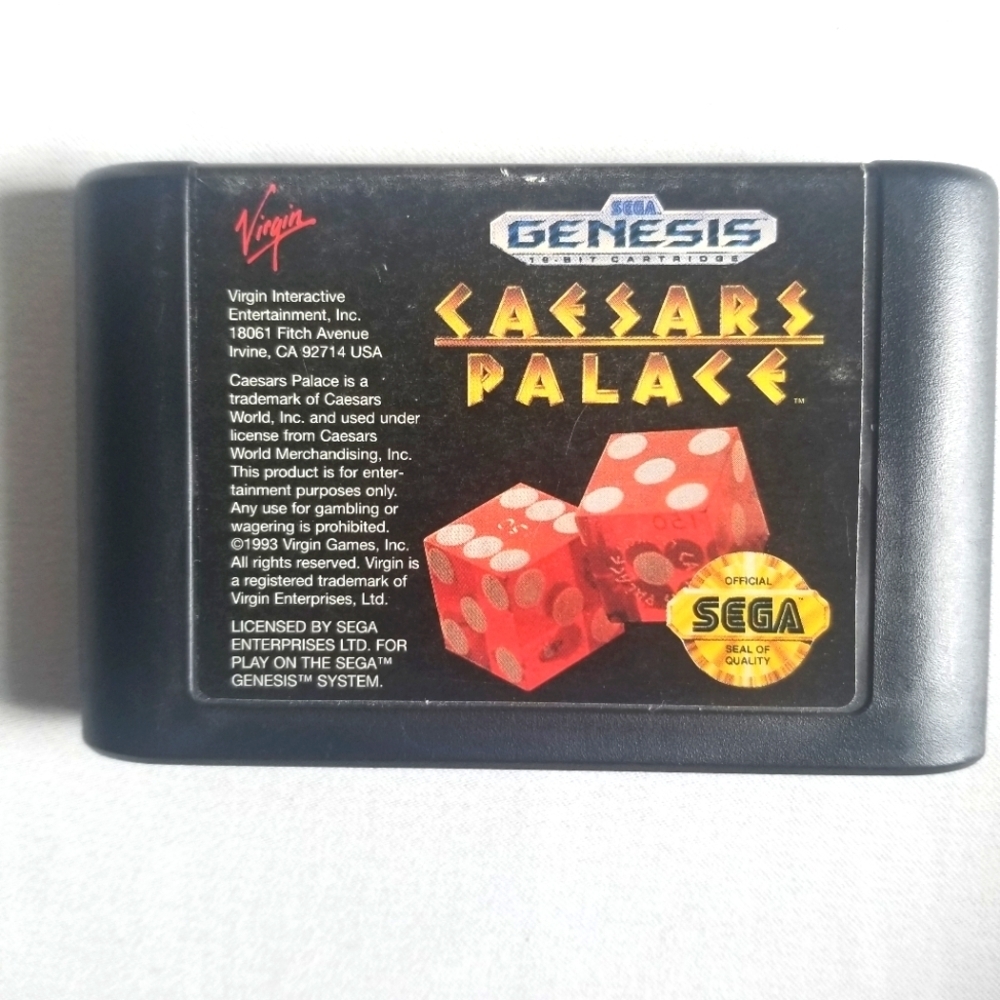 Virgin
SEGA
GENESIS
16-BIT CARTRIDGE
CAESARS
PALACE™
Virgin Interactive
Entertainment, Inc.
18061 Fitch Avenue
Irvine, CA 92714 USA
Caesars Palace is a
trademark of Caesars
World, Inc. and used under
license from Caesars
World Merchandising, Inc.
This product is for enter-
tainment purposes only.
Any use for gambling or
wagering is prohibited.
©1993 Virgin Games, Inc.
All rights reserved. Virgin is
a registered trademark of
Virgin Enterprises, Ltd.
LICENSED BY SEGA
ENTERPRISES LTD. FOR
PLAY ON THE SEGA™
GENESIS™ SYSTEM.
OFFICIAL
SEGA™
SEAL OF
QUALITY